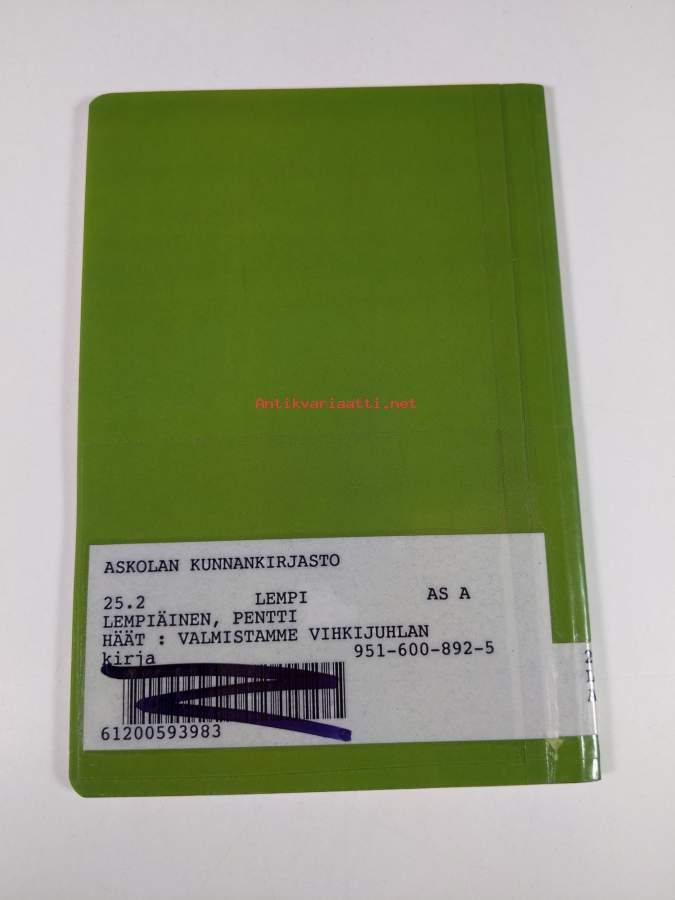 Antikvariaatti.net
ASKOLAN KUNNANKIRJASTO
25.2 LEMPI AS A
LEMPIÄINEN, PENTTI
HÄÄT : VALMISTAMME VIHKIJUHLAN
kirja 951-600-892-5
61200593983